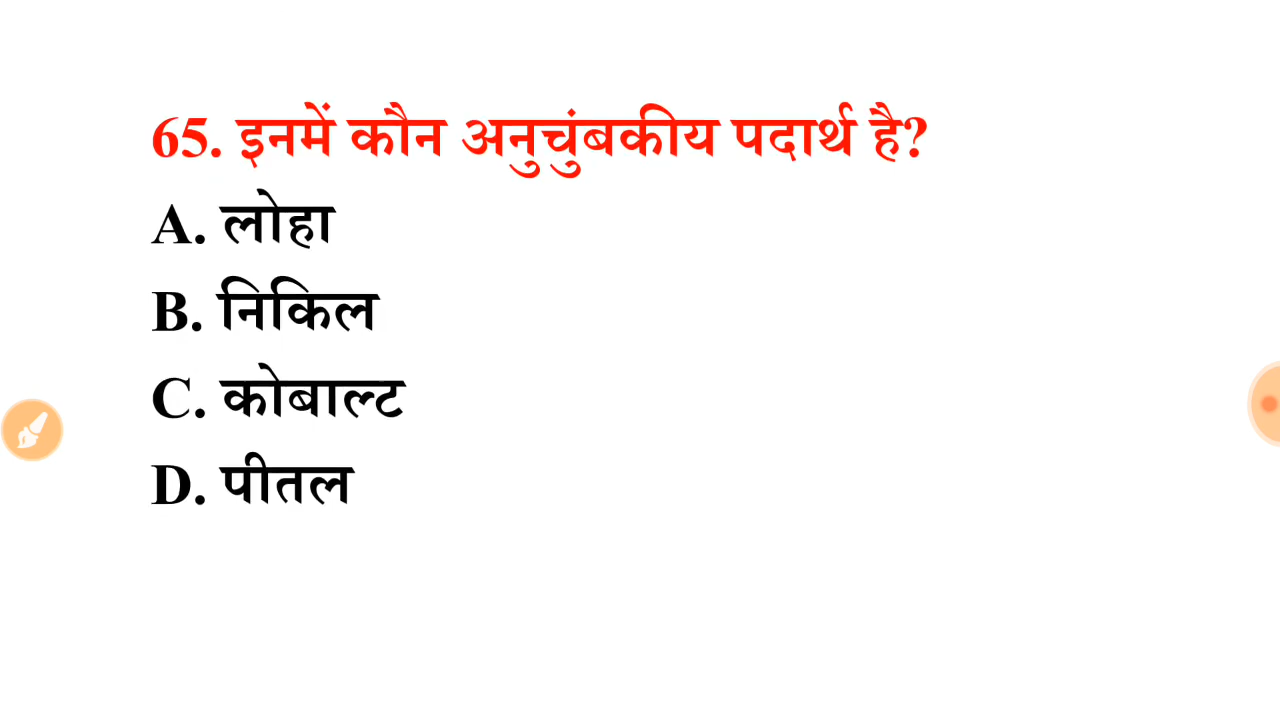 65. इनमें कौन अनुचुंबकीय पदार्थ है?
A. लोहा
B. निकिल
C. कोबाल्ट
D. पीतल